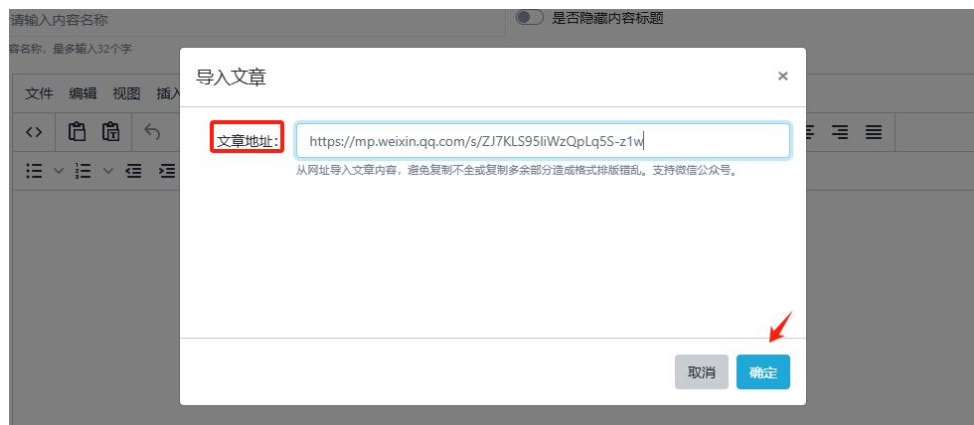 请输入内容名称
是否隐藏内容标题
容名称，最多输入32个字
导入文章
×
文件 编辑 视图 插入
文章地址：
https://mp.weixin.qq.com/s/ZJ7KLS95IiWzQpLq5S-z1w
从网址导入文章内容，避免复制不全或复制多余部分造成格式排版错乱。支持微信公众号。
取消 确定